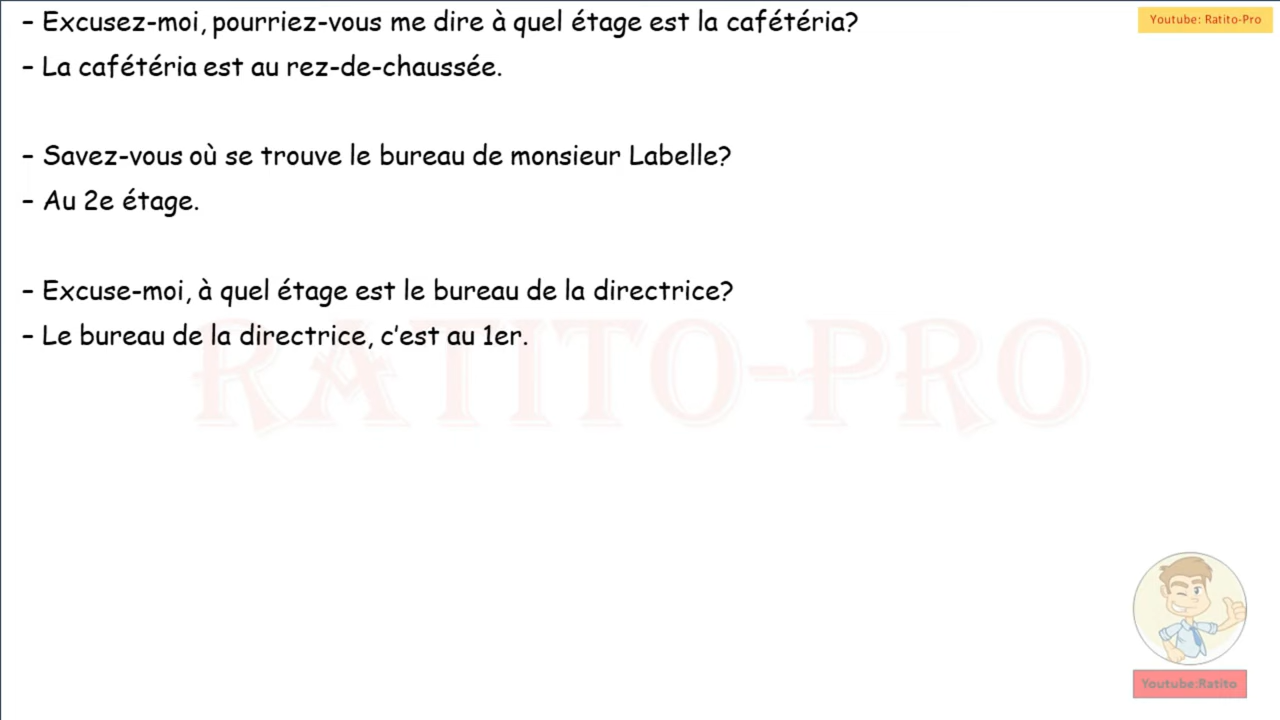 – Excusez-moi, pourriez-vous me dire à quel étage est la cafétéria?
Youtube: Ratito-Pro
– La cafétéria est au rez-de-chaussée.
– Savez-vous où se trouve le bureau de monsieur Labelle?
– Au 2e étage.
– Excuse-moi, à quel étage est le bureau de la directrice?
– Le bureau de la directrice, c’est au 1er.
RATITO-PRO
Youtube:Ratito